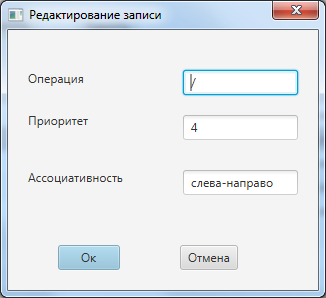 Редактирование записи
Операция
/
Приоритет
4
Ассоциативность
слева-направо
Ок
Отмена